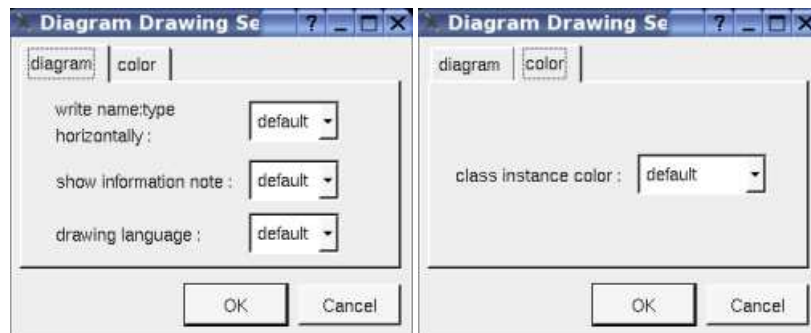 Diagram Drawing Se ? _ □ X
diagram color
write name:type
horizontally :
default
show information note : default
drawing language : default
OK Cancel
Diagram Drawing Se ? _ □ X
diagram color
class instance color : default
OK Cancel